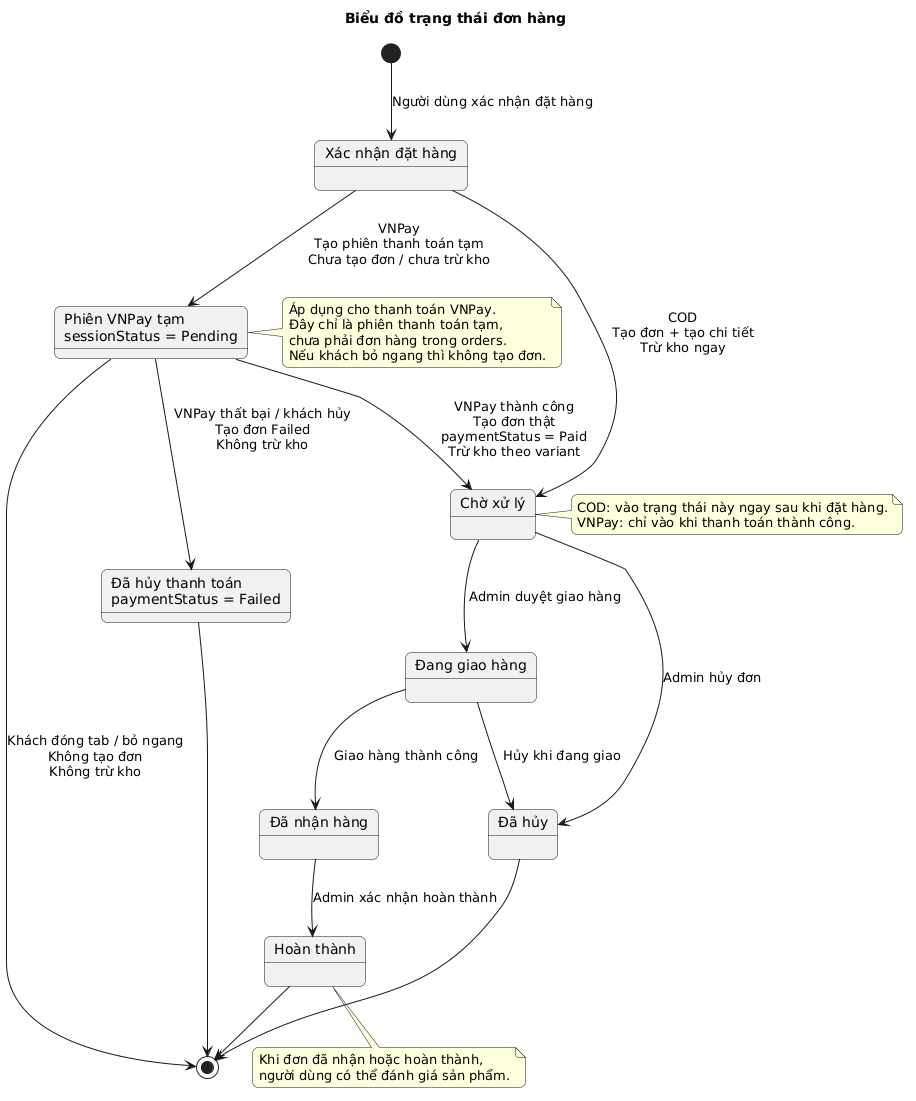 Biểu đồ trạng thái đơn hàng
Người dùng xác nhận đặt hàng
Xác nhận đặt hàng
VNPay
Tạo phiên thanh toán tạm
Chưa tạo đơn / chưa trừ kho
COD
Tạo đơn + tạo chi tiết
Trừ kho ngay
Phiên VNPay tạm
sessionStatus = Pending
Áp dụng cho thanh toán VNPay.
Đây chỉ là phiên thanh toán tạm,
chưa phải đơn hàng trong orders.
Nếu khách bỏ ngang thì không tạo đơn.
VNPay thất bại / khách hủy
Tạo đơn Failed
Không trừ kho
VNPay thành công
Tạo đơn thật
paymentStatus = Paid
Trừ kho theo variant
Chờ xử lý
COD: vào trạng thái này ngay sau khi đặt hàng.
VNPay: chỉ vào khi thanh toán thành công.
Đã hủy thanh toán
paymentStatus = Failed
Admin duyệt giao hàng
Đang giao hàng
Admin hủy đơn
Khách đóng tab / bỏ ngang
Không tạo đơn
Không trừ kho
Giao hàng thành công
Hủy khi đang giao
Đã nhận hàng
Đã hủy
Admin xác nhận hoàn thành
Hoàn thành
Khi đơn đã nhận hoặc hoàn thành,
người dùng có thể đánh giá sản phẩm.